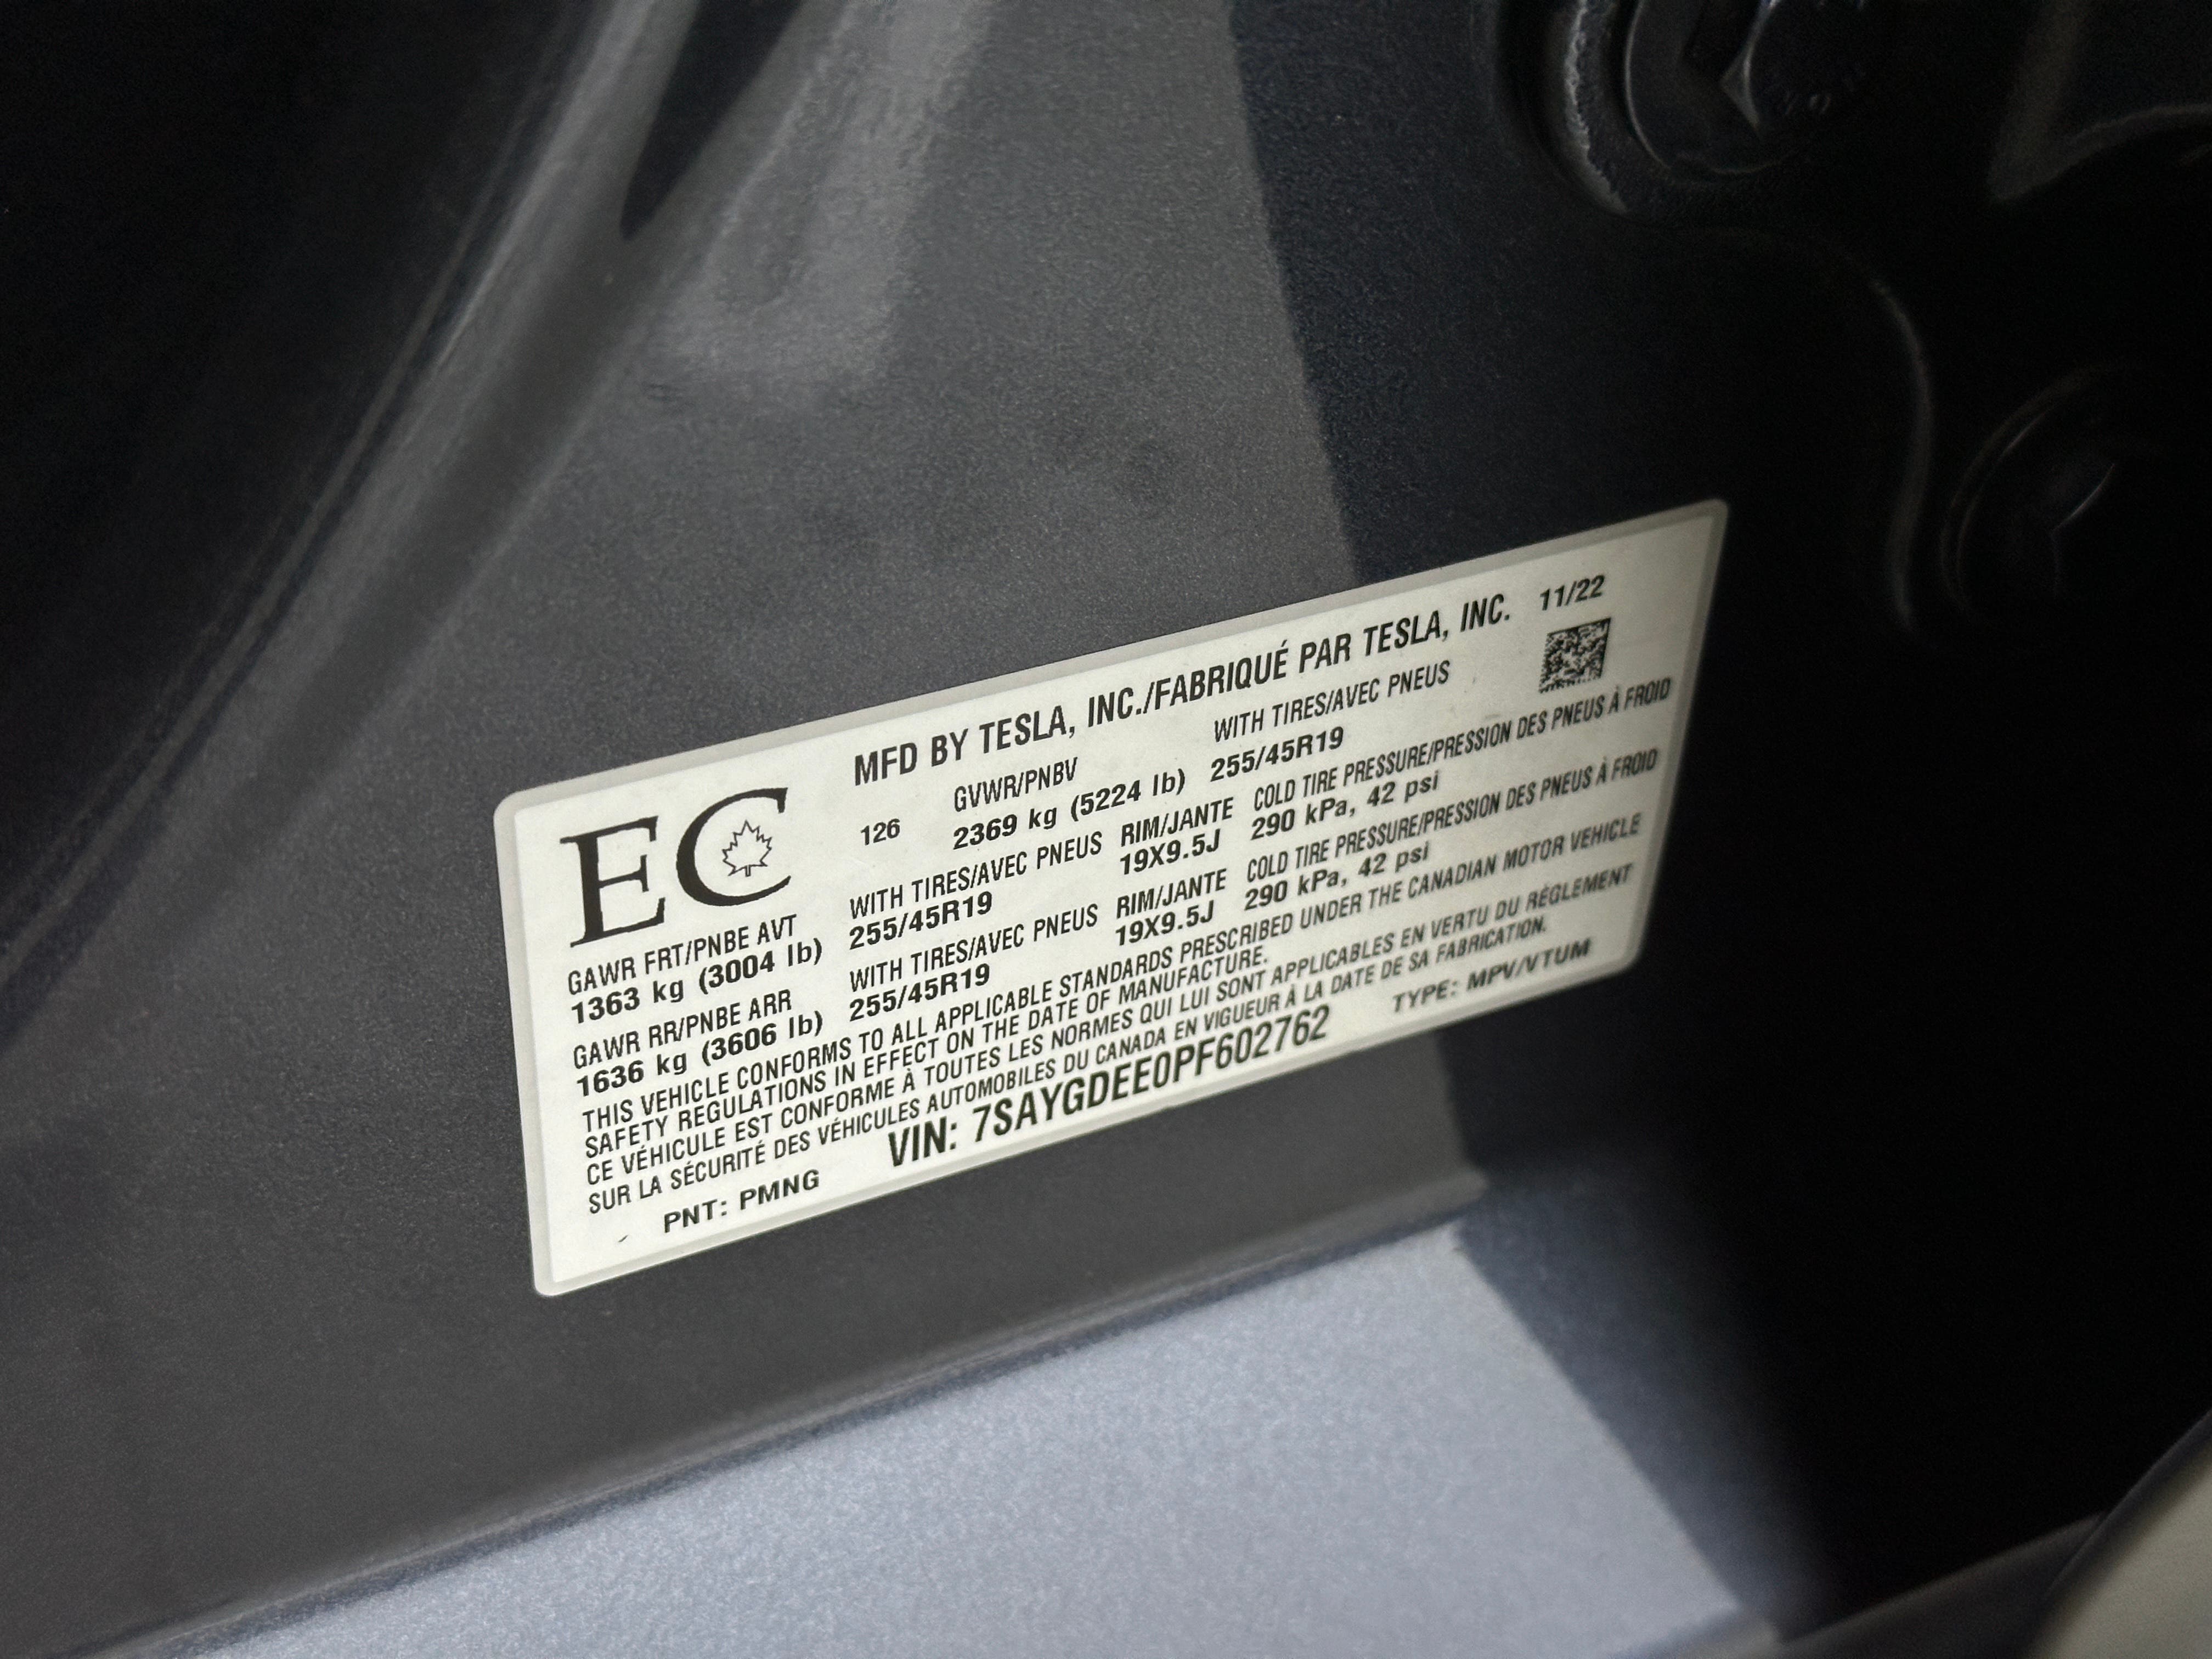 MFD BY TESLA, INC./FABRIQUÉ PAR TESLA, INC. 11/22
EC
126
GVWR/PNBV
2369 kg (5224 lb)
WITH TIRES/AVEC PNEUS
255/45R19
GAWR FRT/PNBE AVT
1363 kg (3004 lb)
WITH TIRES/AVEC PNEUS
255/45R19
RIM/JANTE
19X9.5J
COLD TIRE PRESSURE/PRESSION DES PNEUS À FROID
290 kPa, 42 psi
GAWR RR/PNBE ARR
1636 kg (3606 lb)
WITH TIRES/AVEC PNEUS
255/45R19
RIM/JANTE
19X9.5J
COLD TIRE PRESSURE/PRESSION DES PNEUS À FROID
290 kPa, 42 psi
THIS VEHICLE CONFORMS TO ALL APPLICABLE STANDARDS PRESCRIBED UNDER THE CANADIAN MOTOR VEHICLE
SAFETY REGULATIONS IN EFFECT ON THE DATE OF MANUFACTURE.
CE VÉHICULE EST CONFORME À TOUTES LES NORMES QUI LUI SONT APPLICABLES EN VERTU DU RÈGLEMENT
SUR LA SÉCURITÉ DES VÉHICULES AUTOMOBILES DU CANADA EN VIGUEUR À LA DATE DE SA FABRICATION.
PNT: PMNG
VIN: 7SAYGDEE0PF602762
TYPE: MPV/VTUM